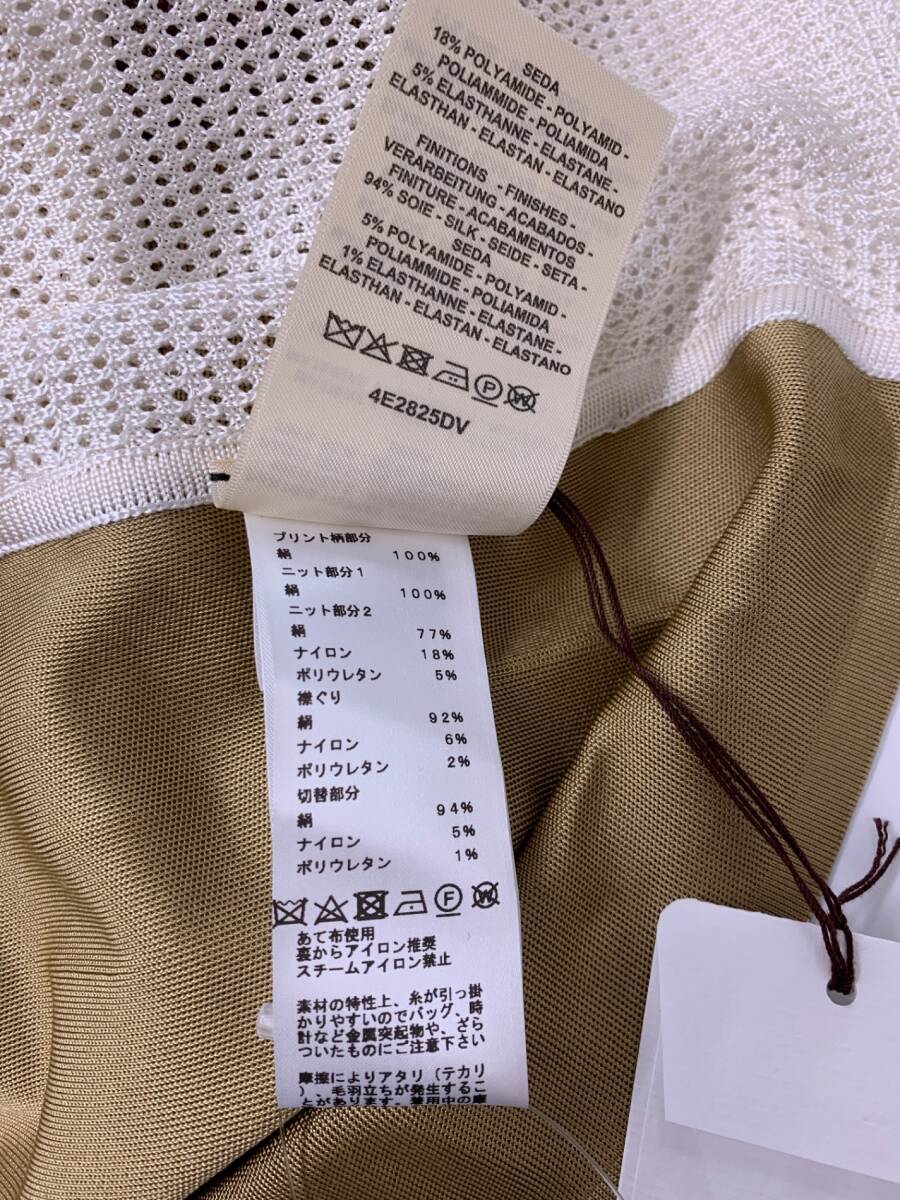 SEDA
18% POLYAMIDE - POLYAMID -
POLIAMMIDE - POLIAMIDA
5% ELASTHANNE - ELASTANE -
ELASTHAN - ELASTAN - ELASTANO
FINITIONS - FINISHES -
VERARBEITUNG - ACABADOS -
FINITURE - ACABAMENTOS
94% SOIE - SILK - SEIDE - SETA -
SEDA
5% POLYAMIDE - POLYAMID -
POLIAMMIDE - POLIAMIDA
1% ELASTHANNE - ELASTANE -
ELASTHAN - ELASTAN - ELASTANO
P
4E2825DV
プリント柄部分
絹 100%
ニット部分1
絹 100%
ニット部分2
絹 77%
ナイロン 18%
ポリウレタン 5%
襟ぐり
絹 92%
ナイロン 6%
ポリウレタン 2%
切替部分
絹 94%
ナイロン 5%
ポリウレタン 1%
F W
あて布使用
裏からアイロン推奨
スチームアイロン禁止
素材の特性上、糸が引っ掛
かりやすいのでバッグ、時
計など金属突起物や、ざら
ついたものにご注意下さい
摩擦によりアタリ(テカリ
)、毛羽立ちが発生するこ
とがあります。着用中の摩